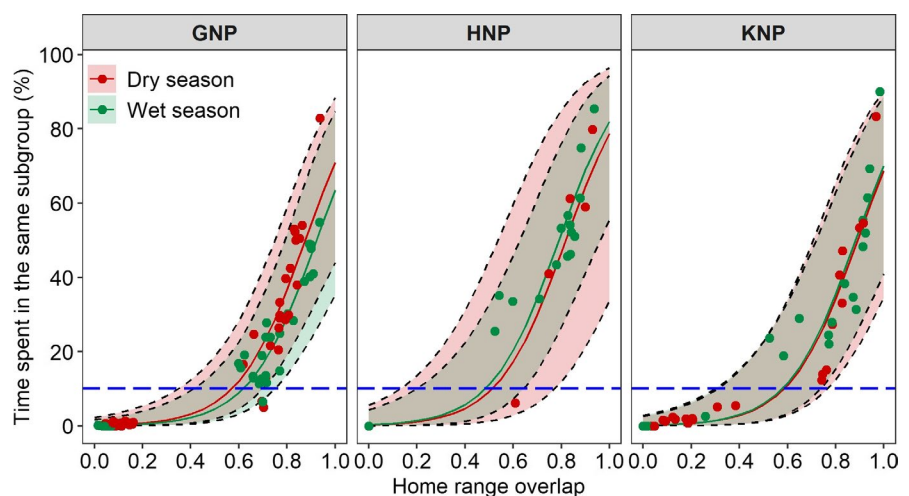 GNP HNP KNP
100
80
60
40
20
0
Time spent in the same subgroup (%)
Dry season
Wet season
0.0 0.2 0.4 0.6 0.8 1.0 0.0 0.2 0.4 0.6 0.8 1.0 0.0 0.2 0.4 0.6 0.8 1.0
Home range overlap